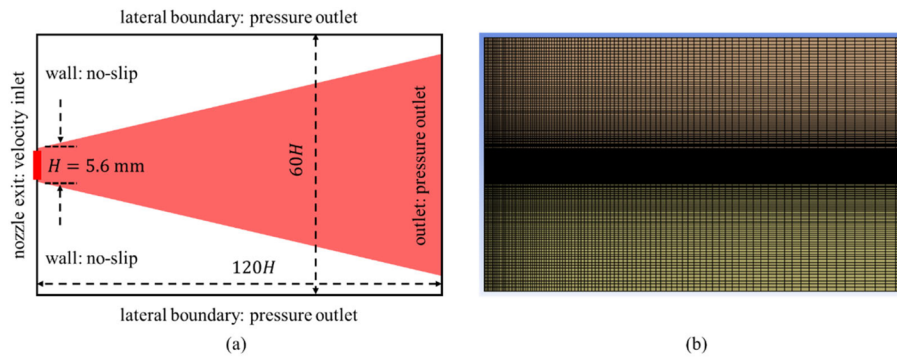 lateral boundary: pressure outlet
wall: no-slip
nozzle exit: velocity inlet
H = 5.6 mm
60H
outlet: pressure outlet
wall: no-slip
120H
lateral boundary: pressure outlet
(a)
(b)